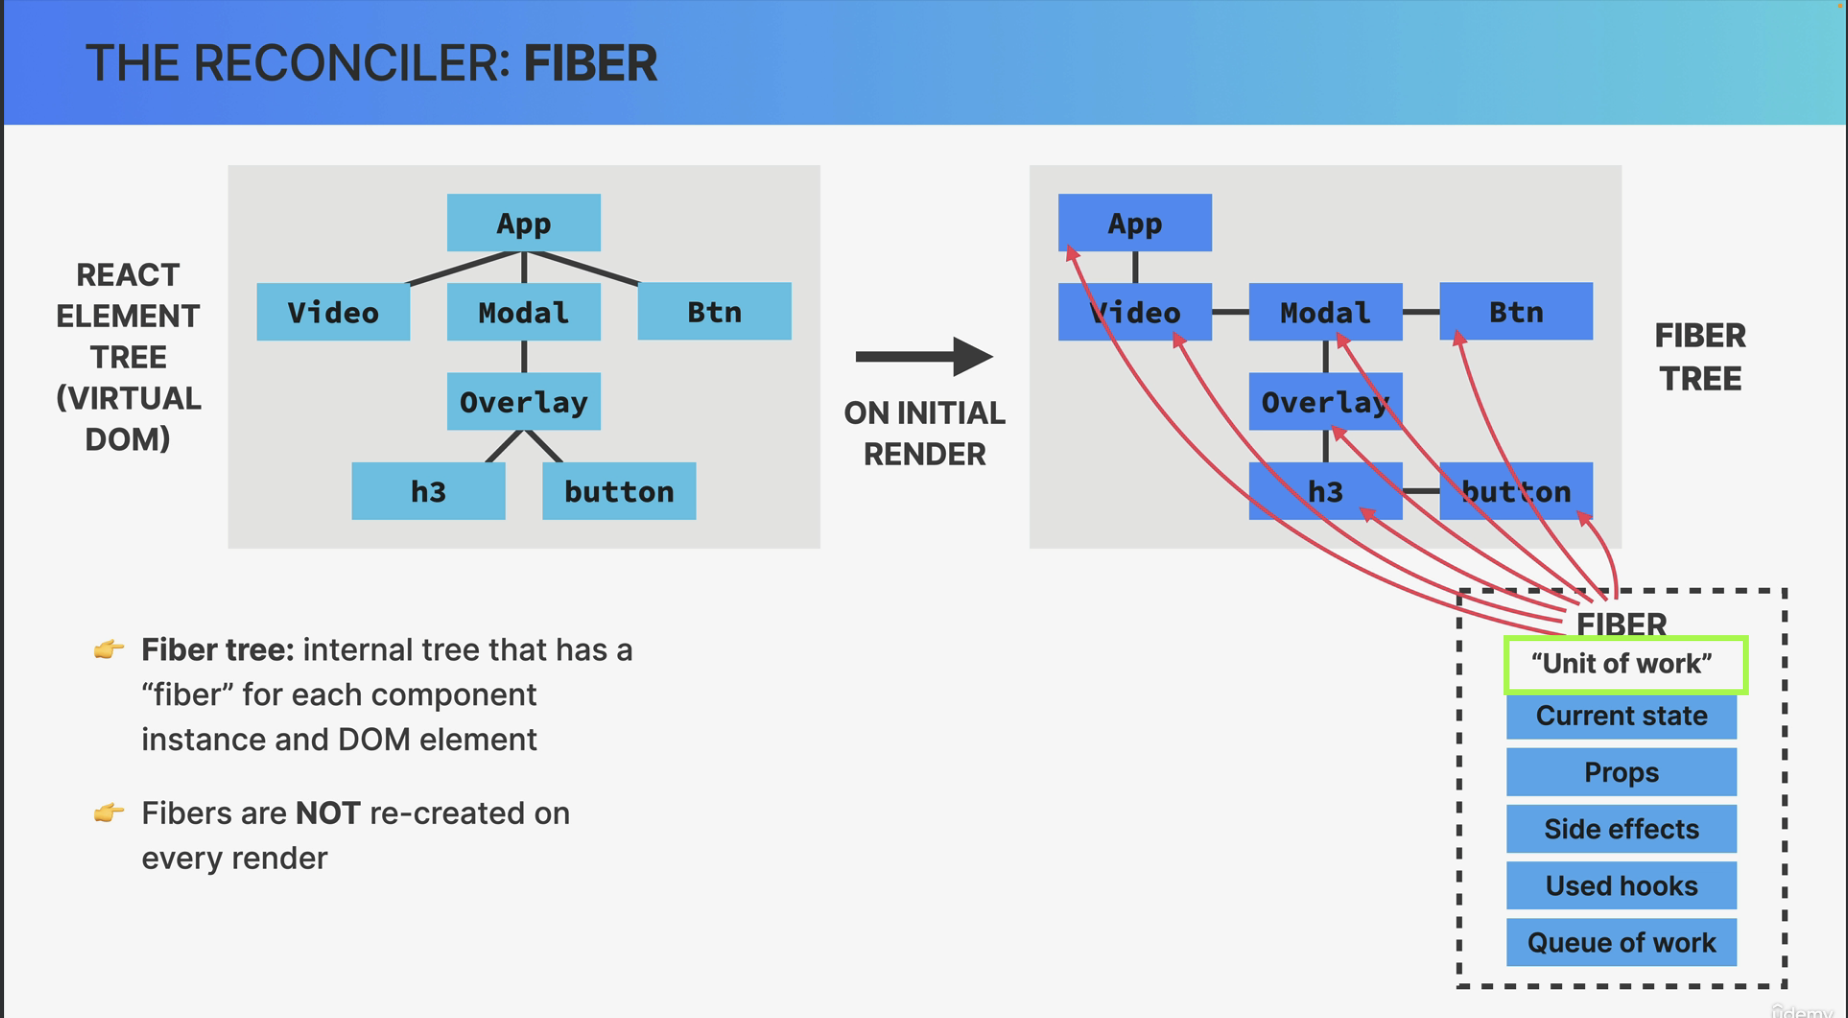 THE RECONCILER: FIBER
REACT
ELEMENT
TREE
(VIRTUAL
DOM)
App
Video
Modal
Btn
Overlay
h3
button
ON INITIAL
RENDER
App
Video
Modal
Btn
Overlay
h3
button
FIBER
TREE
👉 Fiber tree: internal tree that has a
“fiber” for each component
instance and DOM element
👉 Fibers are NOT re-created on
every render
FIBER
“Unit of work”
Current state
Props
Side effects
Used hooks
Queue of work
ûdemy